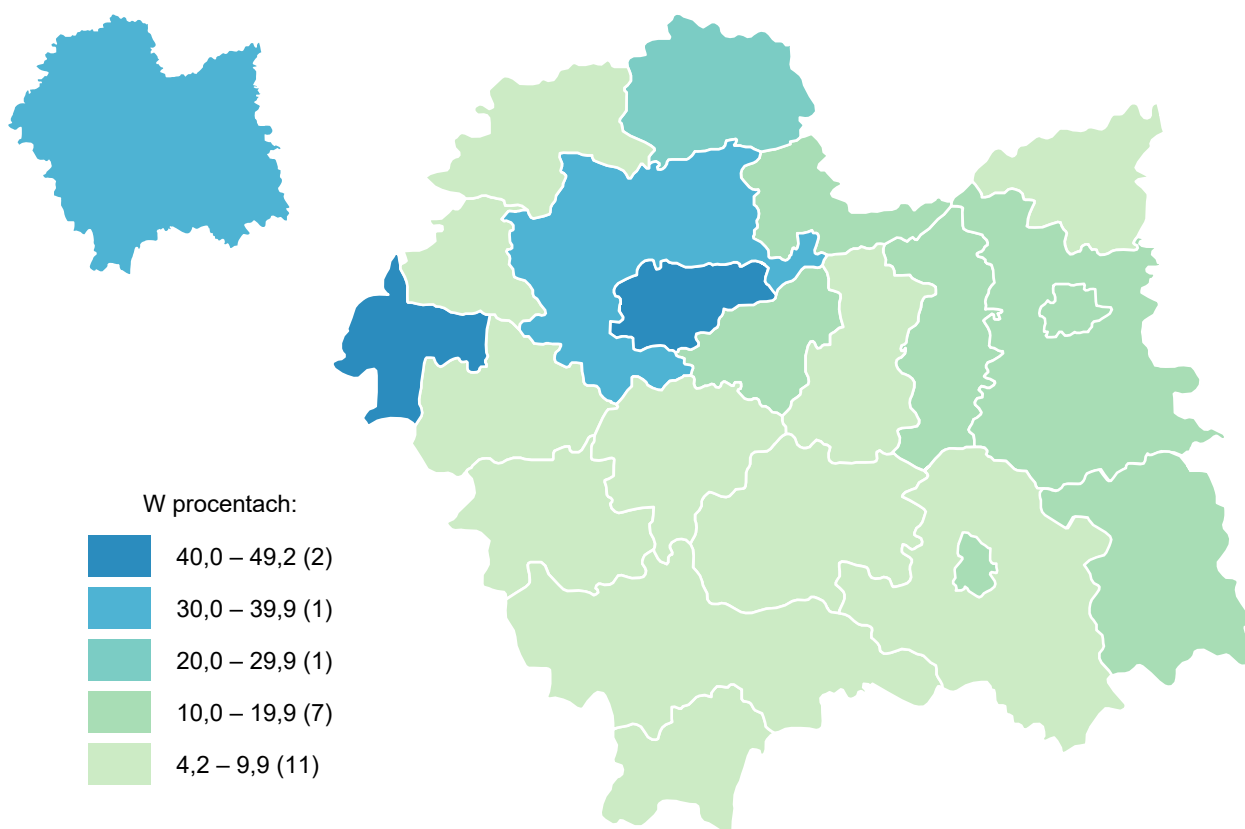 W procentach:
40,0 – 49,2 (2)
30,0 – 39,9 (1)
20,0 – 29,9 (1)
10,0 – 19,9 (7)
4,2 – 9,9 (11)